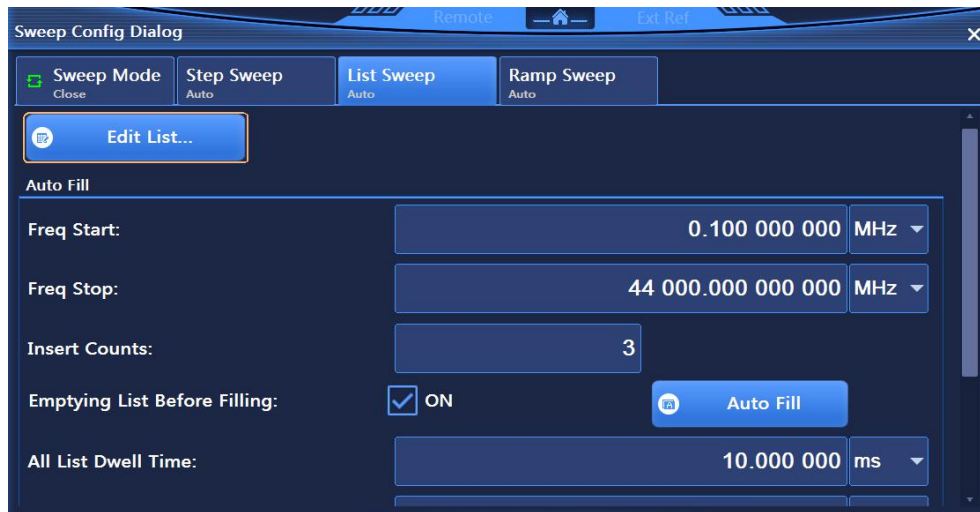 Remote Ext Ref
Sweep Config Dialog
Sweep Mode
Close
Step Sweep
Auto
List Sweep
Auto
Ramp Sweep
Auto
Edit List...
Auto Fill
Freq Start: 0.100 000 000 MHz
Freq Stop: 44 000.000 000 000 MHz
Insert Counts: 3
Emptying List Before Filling: ON Auto Fill
All List Dwell Time: 10.000 000 ms